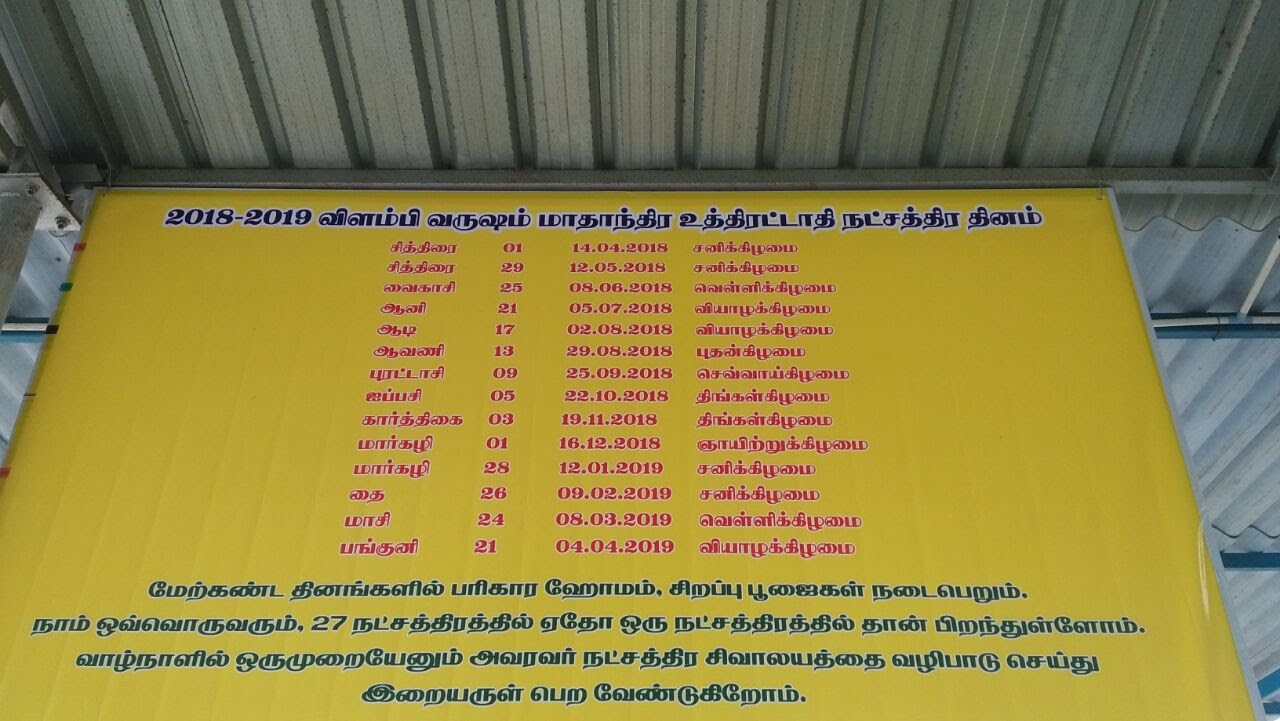 2018-2019 விளம்பி வருஷம் மாதாந்திர உத்திரட்டாதி நட்சத்திர தினம்
சித்திரை 01 14.04.2018 சனிக்கிழமை
சித்திரை 29 12.05.2018 சனிக்கிழமை
வைகாசி 25 08.06.2018 வெள்ளிக்கிழமை
ஆனி 21 05.07.2018 வியாழக்கிழமை
ஆடி 17 02.08.2018 வியாழக்கிழமை
ஆவணி 13 29.08.2018 புதன்கிழமை
புரட்டாசி 09 25.09.2018 செவ்வாய்கிழமை
ஐப்பசி 05 22.10.2018 திங்கள்கிழமை
கார்த்திகை 03 19.11.2018 திங்கள்கிழமை
மார்கழி 01 16.12.2018 ஞாயிற்றுக்கிழமை
மார்கழி 28 12.01.2019 சனிக்கிழமை
தை 26 09.02.2019 சனிக்கிழமை
மாசி 24 08.03.2019 வெள்ளிக்கிழமை
பங்குனி 21 04.04.2019 வியாழக்கிழமை
மேற்கண்ட தினங்களில் பரிகார ஹோமம், சிறப்பு பூஜைகள் நடைபெறும்.
நாம் ஒவ்வொருவரும், 27 நட்சத்திரத்தில் ஏதோ ஒரு நட்சத்திரத்தில் தான் பிறந்துள்ளோம்.
வாழ்நாளில் ஒருமுறையேனும் அவரவர் நட்சத்திர சிவாலயத்தை வழிபாடு செய்து
இறையருள் பெற வேண்டுகிறோம்.